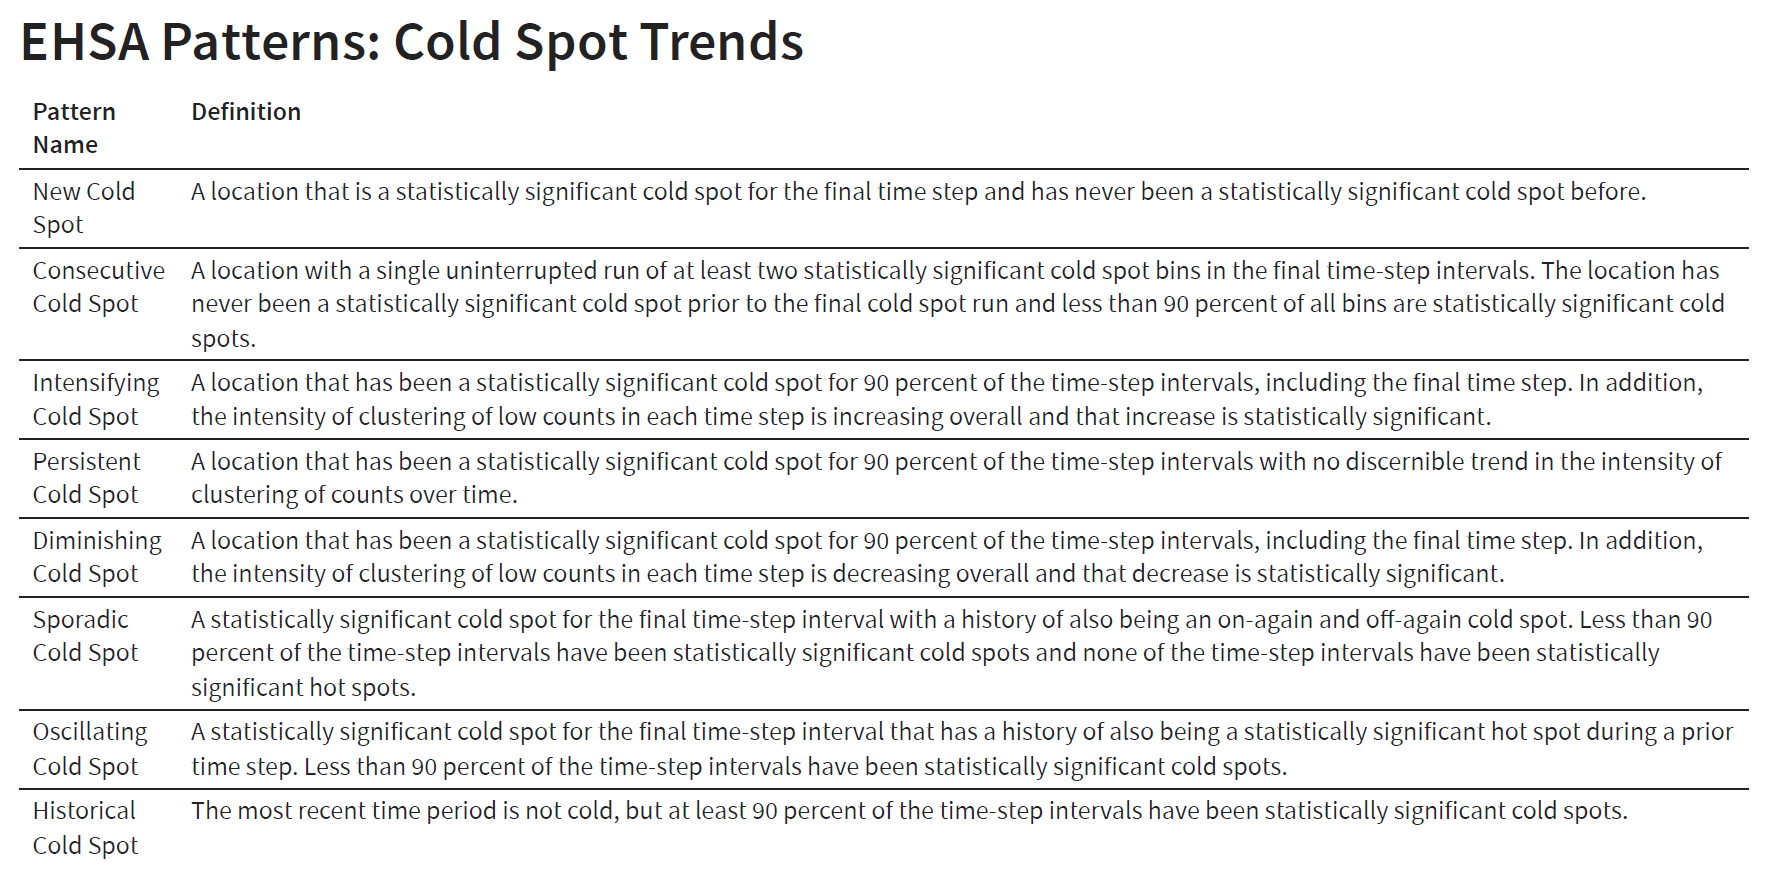 EHSA Patterns: Cold Spot Trends
Pattern Name
Definition
New Cold Spot
A location that is a statistically significant cold spot for the final time step and has never been a statistically significant cold spot before.
Consecutive Cold Spot
A location with a single uninterrupted run of at least two statistically significant cold spot bins in the final time-step intervals. The location has
never been a statistically significant cold spot prior to the final cold spot run and less than 90 percent of all bins are statistically significant cold
spots.
Intensifying Cold Spot
A location that has been a statistically significant cold spot for 90 percent of the time-step intervals, including the final time step. In addition,
the intensity of clustering of low counts in each time step is increasing overall and that increase is statistically significant.
Persistent Cold Spot
A location that has been a statistically significant cold spot for 90 percent of the time-step intervals with no discernible trend in the intensity of
clustering of counts over time.
Diminishing Cold Spot
A location that has been a statistically significant cold spot for 90 percent of the time-step intervals, including the final time step. In addition,
the intensity of clustering of low counts in each time step is decreasing overall and that decrease is statistically significant.
Sporadic Cold Spot
A statistically significant cold spot for the final time-step interval with a history of also being an on-again and off-again cold spot. Less than 90
percent of the time-step intervals have been statistically significant cold spots and none of the time-step intervals have been statistically
significant hot spots.
Oscillating Cold Spot
A statistically significant cold spot for the final time-step interval that has a history of also being a statistically significant hot spot during a prior
time step. Less than 90 percent of the time-step intervals have been statistically significant cold spots.
Historical Cold Spot
The most recent time period is not cold, but at least 90 percent of the time-step intervals have been statistically significant cold spots.